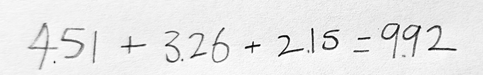 4.51 + 3.26 + 2.15 = 9.92